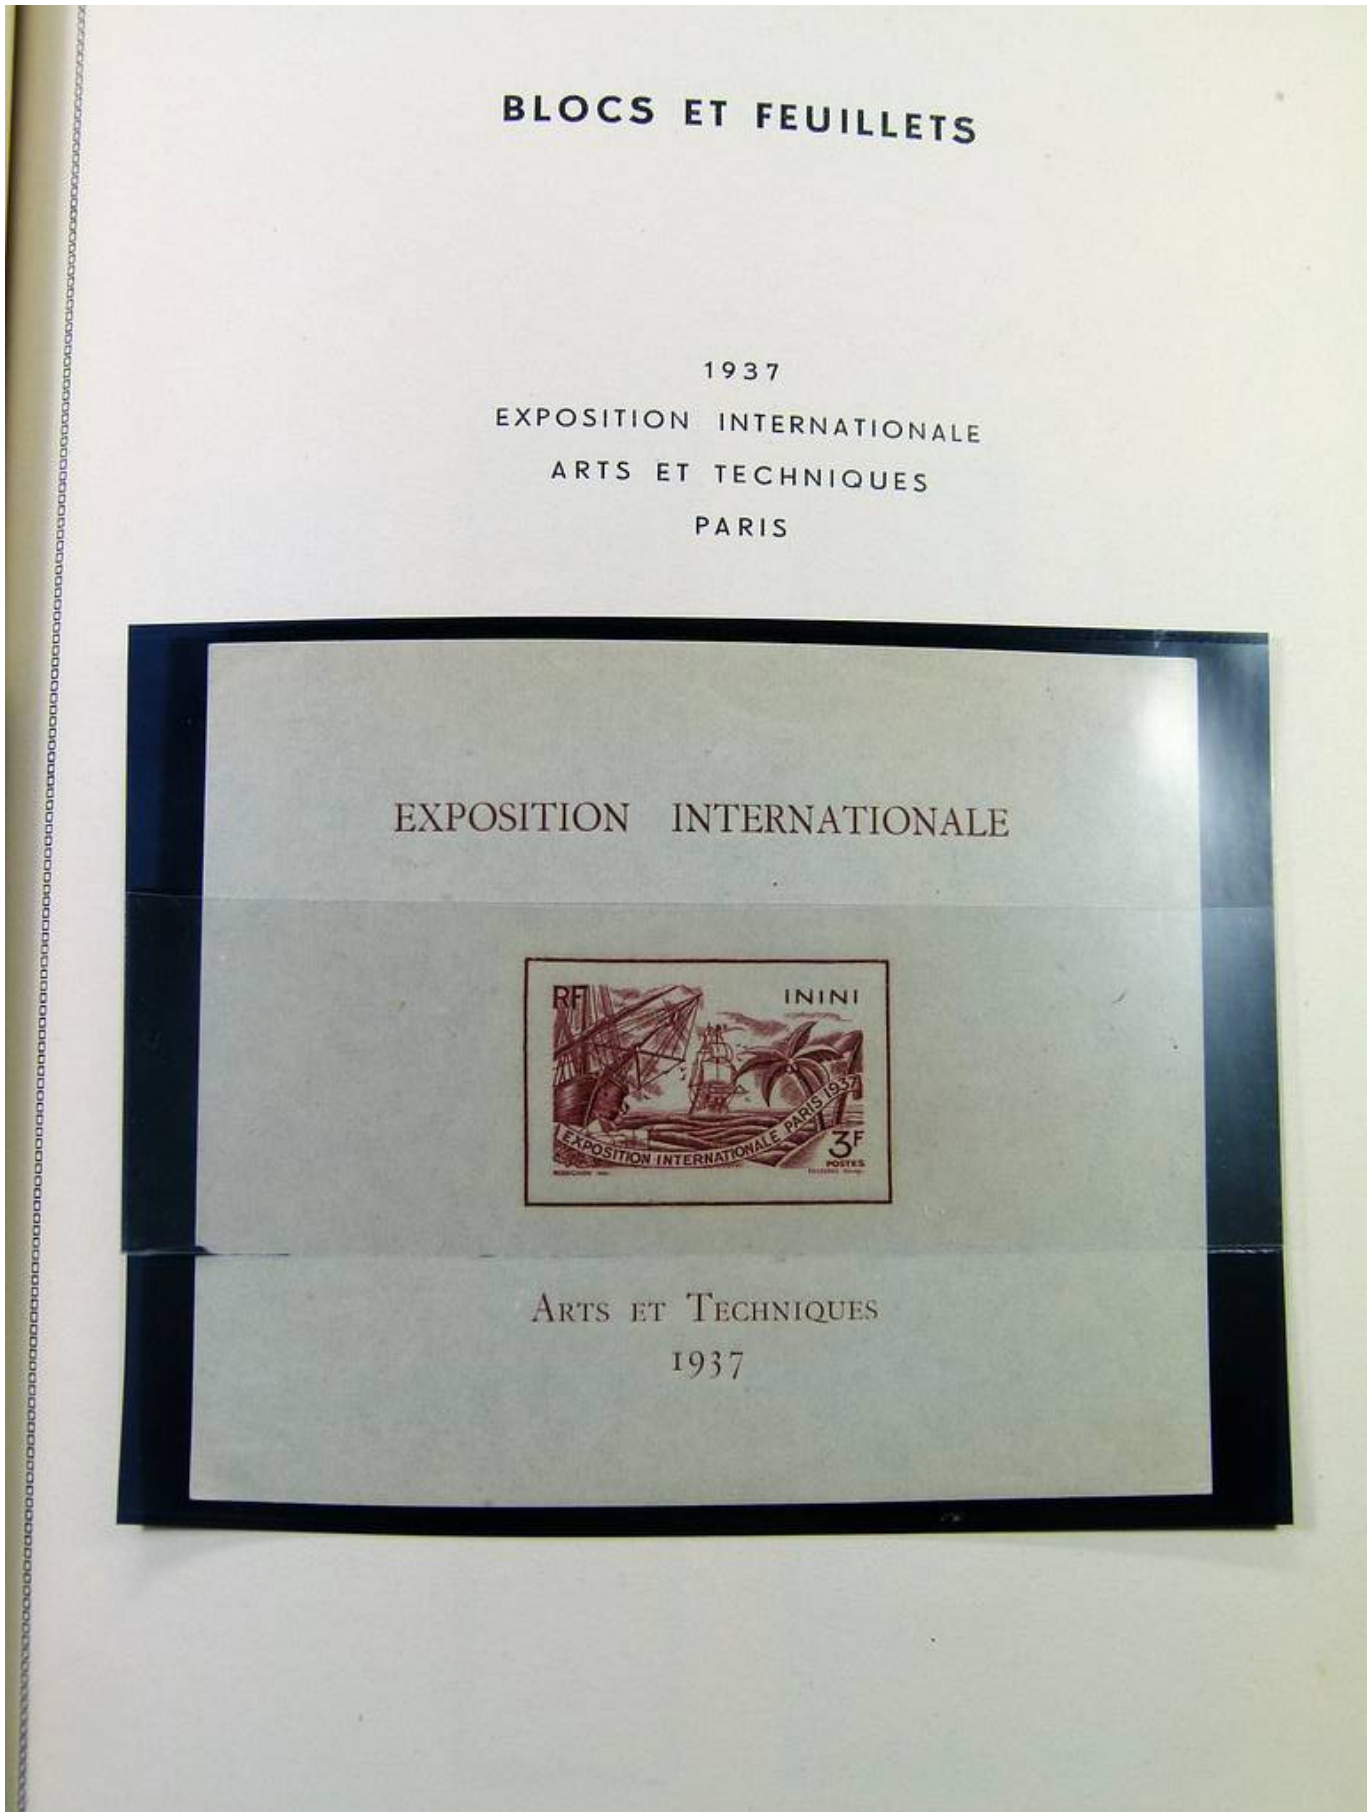 BLOCS ET FEUILLETS
1937
EXPOSITION INTERNATIONALE
ARTS ET TECHNIQUES
PARIS
EXPOSITION INTERNATIONALE
RF
ININI
EXPOSITION INTERNATIONALE PARIS 1937
3F
POSTES
ARTS ET TECHNIQUES
1937